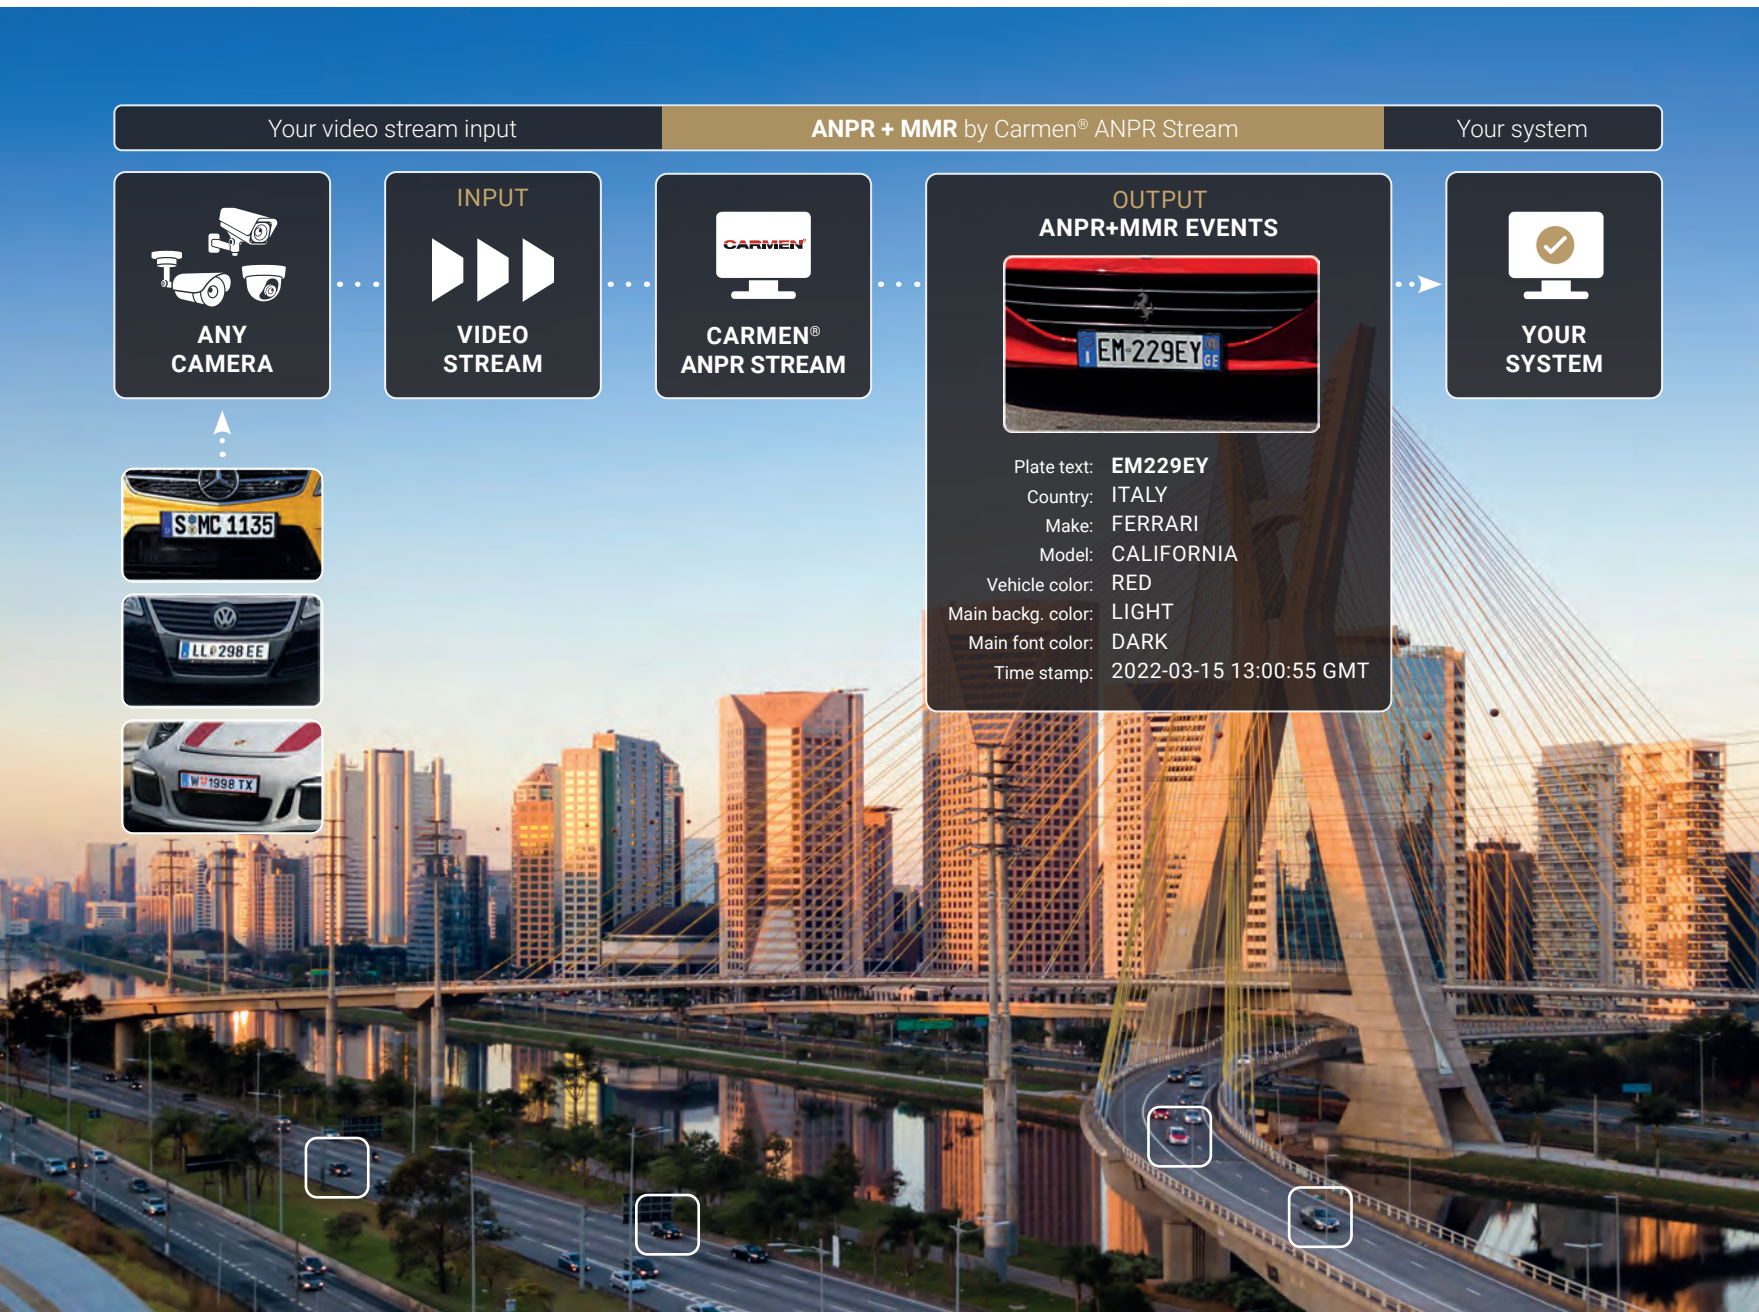 Your video stream input
ANPR + MMR by Carmen® ANPR Stream
Your system
ANY
CAMERA
INPUT
VIDEO
STREAM
CARMEN®
CARMEN®
ANPR STREAM
OUTPUT
ANPR+MMR EVENTS
I EM 229EY GE
Plate text: EM229EY
Country: ITALY
Make: FERRARI
Model: CALIFORNIA
Vehicle color: RED
Main backg. color: LIGHT
Main font color: DARK
Time stamp: 2022-03-15 13:00:55 GMT
YOUR
SYSTEM
S MC 1135
LL 298 EE
W 1998 TX